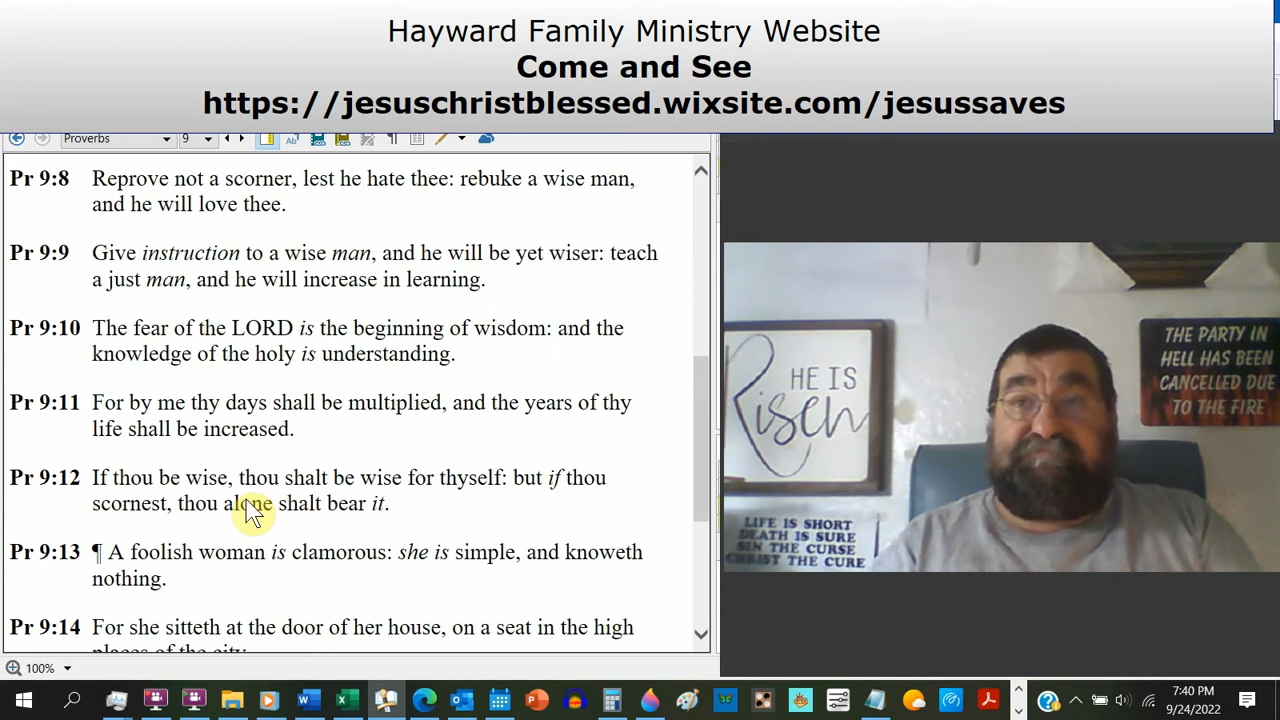 Hayward Family Ministry Website
Come and See
https://jesuschristblessed.wixsite.com/jesussaves
Proverbs 9
Pr 9:8 Reprove not a scorner, lest he hate thee: rebuke a wise man,
and he will love thee.
Pr 9:9 Give instruction to a wise man, and he will be yet wiser: teach
a just man, and he will increase in learning.
Pr 9:10 The fear of the LORD is the beginning of wisdom: and the
knowledge of the holy is understanding.
Pr 9:11 For by me thy days shall be multiplied, and the years of thy
life shall be increased.
Pr 9:12 If thou be wise, thou shalt be wise for thyself: but if thou
scornest, thou alone shalt bear it.
Pr 9:13 ¶ A foolish woman is clamorous: she is simple, and knoweth
nothing.
Pr 9:14 For she sitteth at the door of her house, on a seat in the high
places of the city.
100%
HE IS
Risen
THE PARTY IN
HELL HAS BEEN
CANCELLED DUE
TO THE FIRE
LIFE IS SHORT
DEATH IS SURE
SIN THE CURSE
CHRIST THE CURE
7:40 PM
9/24/2022